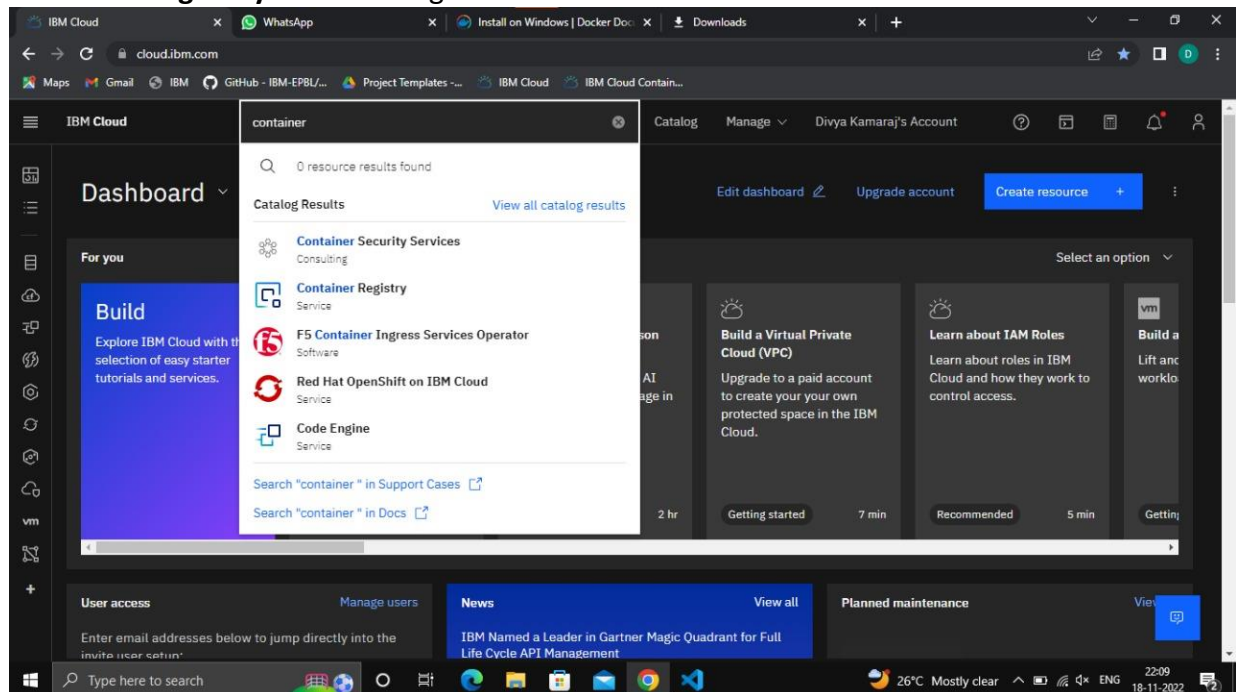 IBM Cloud
WhatsApp
Install on Windows | Docker Doc
Downloads
cloud.ibm.com
D
Maps
Gmail
IBM
GitHub - IBM-EPBL/...
Project Templates -...
IBM Cloud
IBM Cloud Contain...
IBM Cloud
container
Catalog
Manage
Divya Kamaraj's Account
0 resource results found
Catalog Results
View all catalog results
Container Security Services
Consulting
Container Registry
Service
F5 Container Ingress Services Operator
Software
Red Hat OpenShift on IBM Cloud
Service
Code Engine
Service
Search "container " in Support Cases
Search "container " in Docs
Dashboard
Edit dashboard
Upgrade account
Create resource +
For you
Select an option
Build
Explore IBM Cloud with th
selection of easy starter
tutorials and services.
son
AI
age in
2 hr
Build a Virtual Private
Cloud (VPC)
Upgrade to a paid account
to create your your own
protected space in the IBM
Cloud.
Getting started
7 min
Learn about IAM Roles
Learn about roles in IBM
Cloud and how they work to
control access.
Recommended
5 min
vm
Build a
Lift and
worklo
Getting
vm
User access
Manage users
Enter email addresses below to jump directly into the
invite user setup:
News
View all
IBM Named a Leader in Gartner Magic Quadrant for Full
Life Cycle API Management
Planned maintenance
View
Type here to search
26°C Mostly clear
ENG
22:09
18-11-2022
2